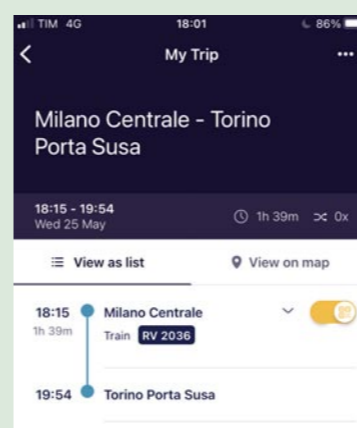 TIM 4G 18:01 86%
My Trip
Milano Centrale - Torino
Porta Susa
18:15 - 19:54
Wed 25 May
1h 39m 0x
View as list View on map
18:15 Milano Centrale
1h 39m Train RV 2036
19:54 Torino Porta Susa